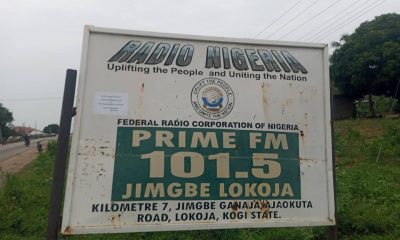 RADIO NIGERIA
Uplifting the People and Uniting the Nation
FEDERAL RADIO CORPORATION OF NIGERIA
PRIME FM
101.5
JIMGBE LOKOJA
KILOMETRE 7, JIMGBE GANAJA, AJAOKUTA
ROAD, LOKOJA, KOGI STATE.